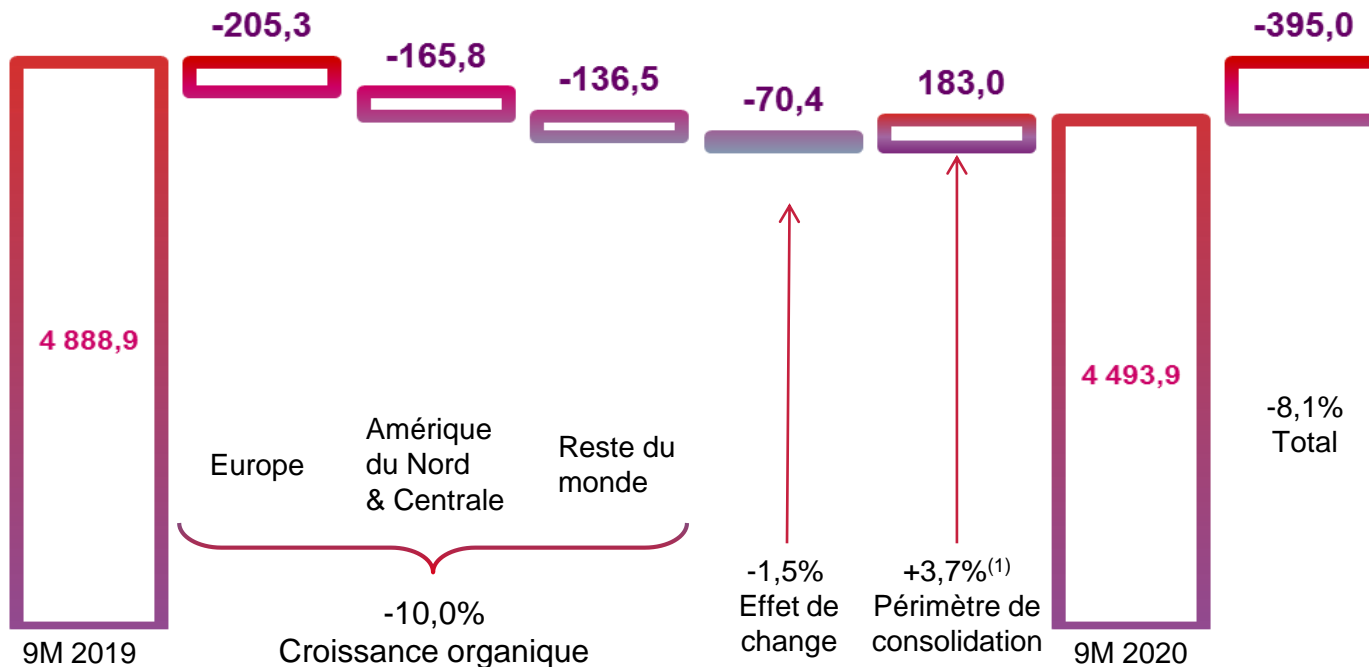 -205,3
-165,8
-136,5
-70,4
183,0
-395,0
4 888,9
4 493,9
Europe
Amérique
du Nord
& Centrale
Reste du
monde
-8,1%
Total
-10,0%
Croissance organique
-1,5%
Effet de
change
+3,7%(1)
Périmètre de
consolidation
9M 2019
9M 2020